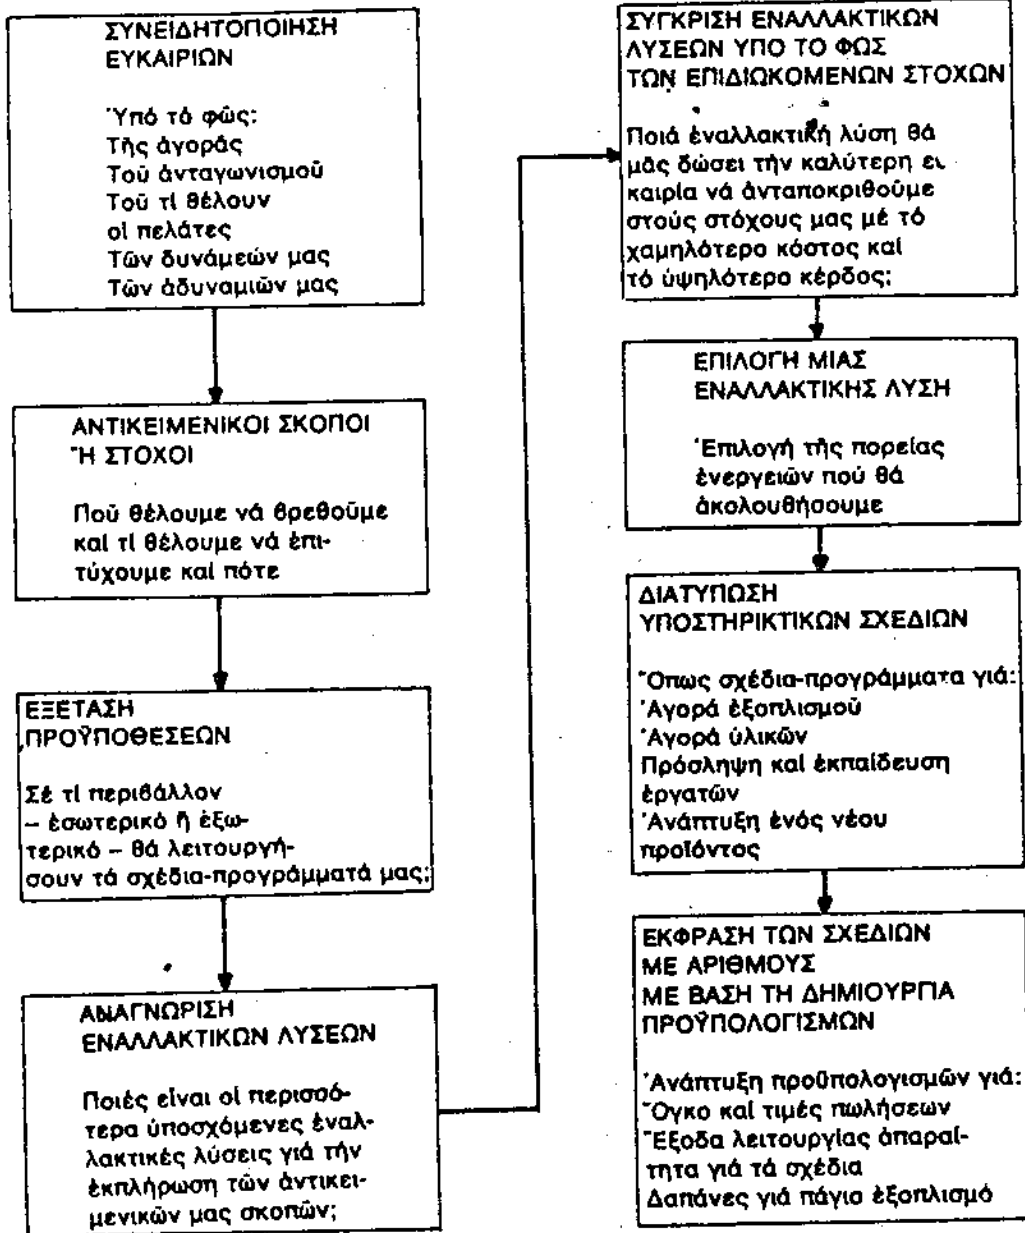 ΣΥΝΕΙΔΗΤΟΠΟΙΗΣΗ
ΕΥΚΑΙΡΙΩΝ
Ὑπό τό φῶς:
Τῆς ἀγορᾶς
Τοῦ ἀνταγωνισμοῦ
Τοῦ τί θέλουν
οἱ πελάτες
Τῶν δυνάμεών μας
Τῶν ἀδυναμιῶν μας
ΑΝΤΙΚΕΙΜΕΝΙΚΟΙ ΣΚΟΠΟΙ
Ἤ ΣΤΟΧΟΙ
Ποῦ θέλουμε νά βρεθοῦμε
καί τί θέλουμε νά ἐπι-
τύχουμε καί πότε
ΕΞΕΤΑΣΗ
ΠΡΟΫΠΟΘΕΣΕΩΝ
Σέ τί περιβάλλον
– ἐσωτερικό ἤ ἐξω-
τερικό – θά λειτουργή-
σουν τά σχέδια-προγράμματά μας;
ΑΝΑΓΝΩΡΙΣΗ
ΕΝΑΛΛΑΚΤΙΚΩΝ ΛΥΣΕΩΝ
Ποιές εἶναι οἱ περισσό-
τερα ὑποσχόμενες ἐναλ-
λακτικές λύσεις γιά τήν
ἐκπλήρωση τῶν ἀντικει-
μενικῶν μας σκοπῶν;
ΣΥΓΚΡΙΣΗ ΕΝΑΛΛΑΚΤΙΚΩΝ
ΛΥΣΕΩΝ ΥΠΟ ΤΟ ΦΩΣ
ΤΩΝ ΕΠΙΔΙΩΚΟΜΕΝΩΝ ΣΤΟΧΩΝ
Ποιά ἐναλλακτική λύση θά
μᾶς δώσει τήν καλύτερη
καιρία νά ἀνταποκριθοῦμε
στούς στόχους μας μέ τό
χαμηλότερο κόστος καί
τό ὑψηλότερο κέρδος;
ΕΠΙΛΟΓΗ ΜΙΑΣ
ΕΝΑΛΛΑΚΤΙΚΗΣ ΛΥΣΗ
Ἐπιλογή τῆς πορείας
ἐνεργειῶν πού θά
ἀκολουθήσουμε
ΔΙΑΤΥΠΩΣΗ
ΥΠΟΣΤΗΡΙΚΤΙΚΩΝ ΣΧΕΔΙΩΝ
Ὅπως σχέδια-προγράμματα γιά:
Ἀγορά ἐξοπλισμοῦ
Ἀγορά ὑλικῶν
Πρόσληψη καί ἐκπαίδευση
ἐργατῶν
Ἀνάπτυξη ἑνός νέου
προϊόντος
ΕΚΦΡΑΣΗ ΤΩΝ ΣΧΕΔΙΩΝ
ΜΕ ΑΡΙΘΜΟΥΣ
ΜΕ ΒΑΣΗ ΤΗ ΔΗΜΙΟΥΡΓΙΑ
ΠΡΟΫΠΟΛΟΓΙΣΜΩΝ
Ἀνάπτυξη προϋπολογισμῶν γιά:
Ὄγκο καί τιμές πωλήσεων
Ἔξοδα λειτουργίας ἀπαραί-
τητα γιά τά σχέδια
Δαπάνες γιά πάγιο ἐξοπλισμό